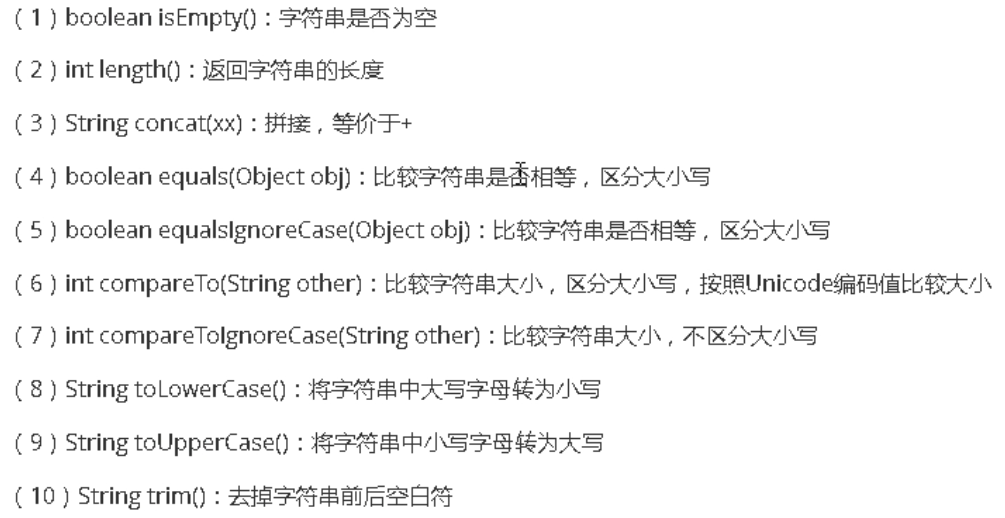 （1）boolean isEmpty()：字符串是否为空
（2）int length()：返回字符串的长度
（3）String concat(xx)：拼接，等价于+
（4）boolean equals(Object obj)：比较字符串是否相等，区分大小写
（5）boolean equalsIgnoreCase(Object obj)：比较字符串是否相等，区分大小写
（6）int compareTo(String other)：比较字符串大小，区分大小写，按照Unicode编码值比较大小
（7）int compareToIgnoreCase(String other)：比较字符串大小，不区分大小写
（8）String toLowerCase()：将字符串中大写字母转为小写
（9）String toUpperCase()：将字符串中小写字母转为大写
（10）String trim()：去掉字符串前后空白符